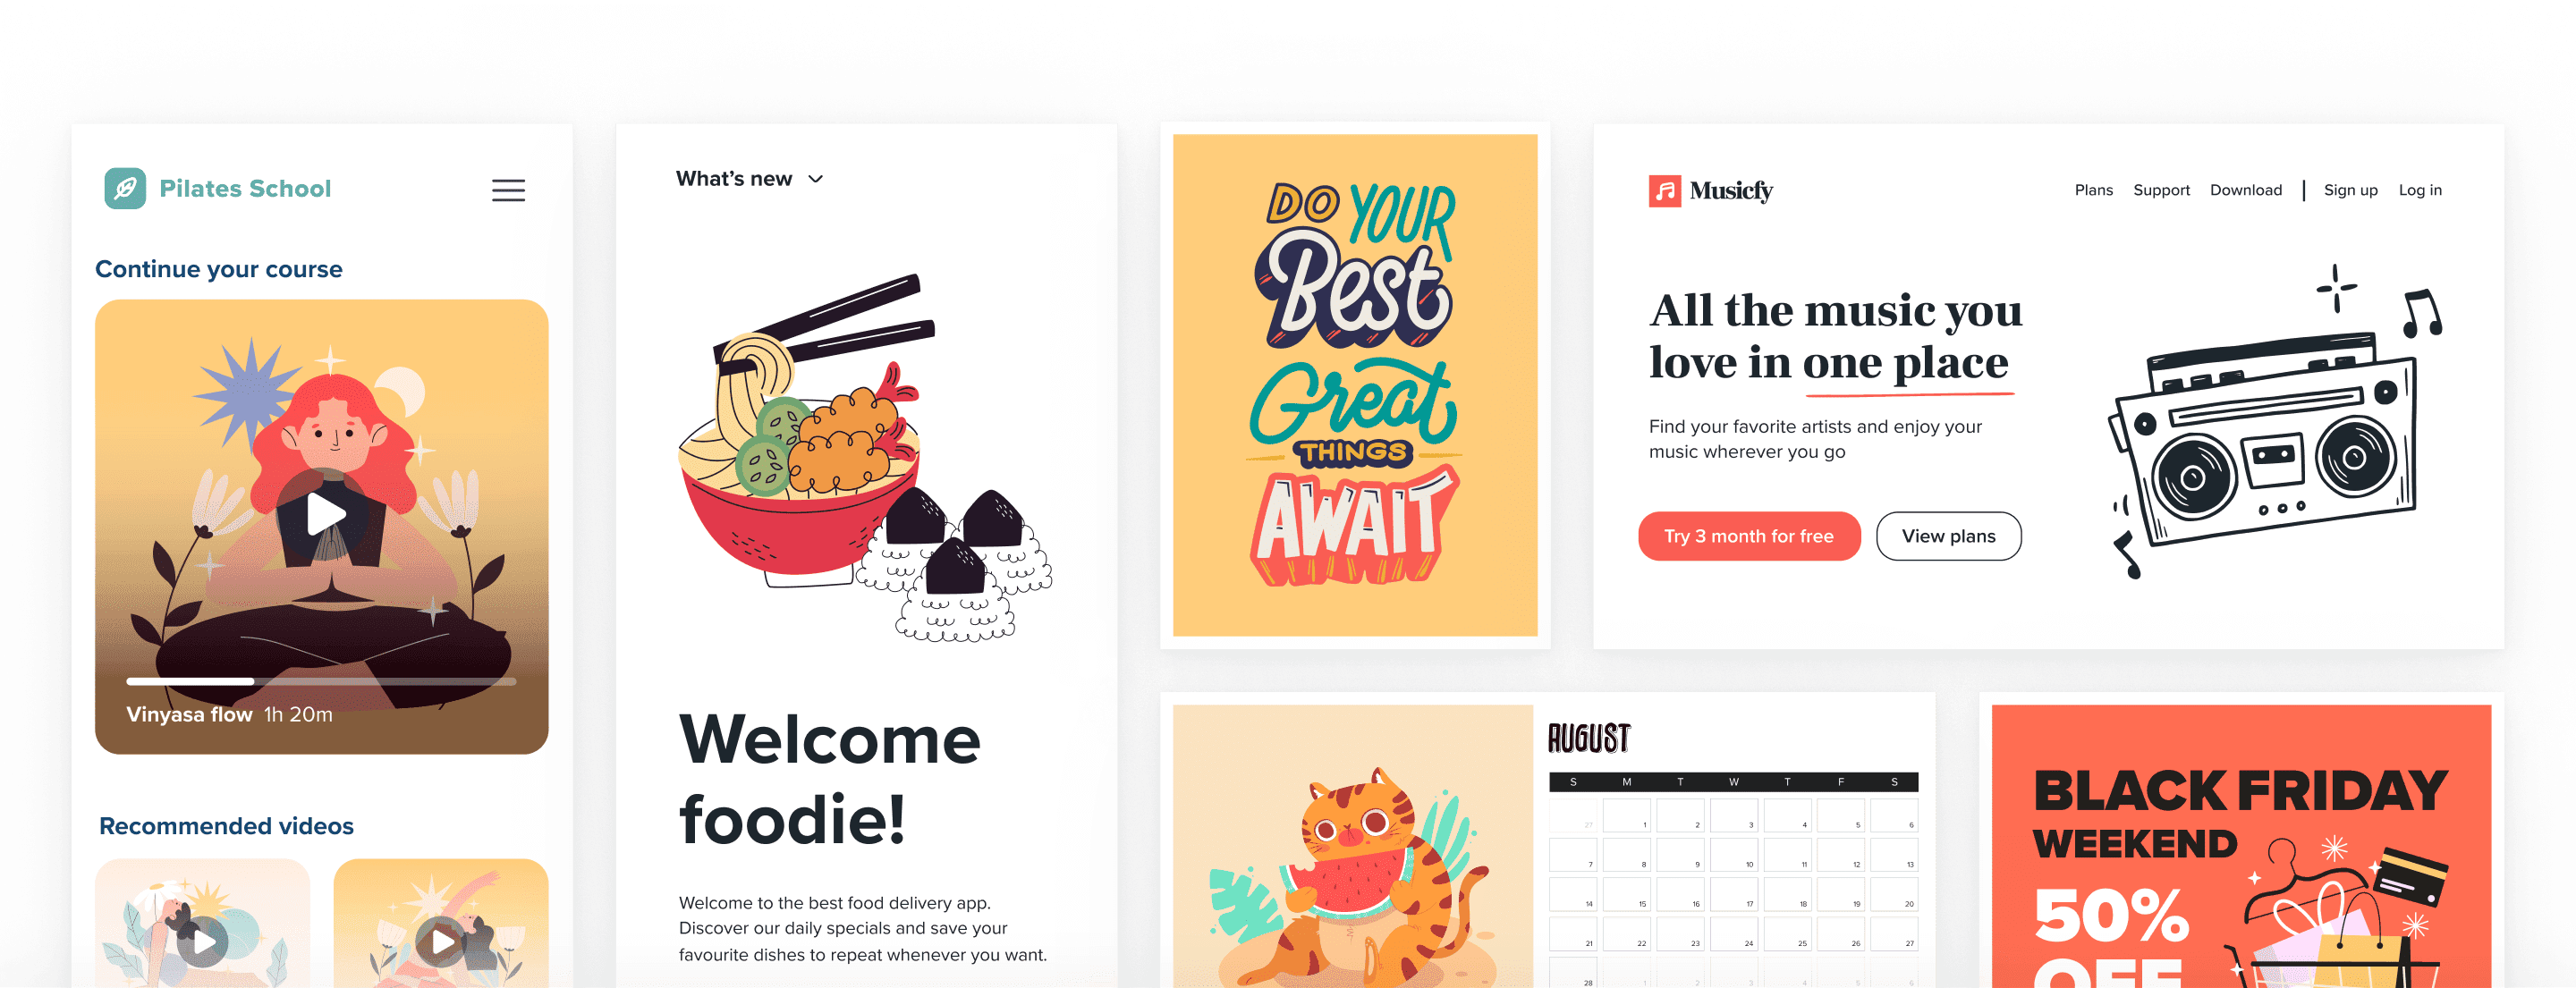 Pilates School
Continue your course
Vinyasa flow 1h 20m
Recommended videos
What’s new
Welcome
foodie!
Welcome to the best food delivery app.
Discover our daily specials and save your
favourite dishes to repeat whenever you want.
DO YOUR
Best
Great
THINGS
AWAIT
Musicfy
Plans Support Download | Sign up Log in
All the music you
love in one place
Find your favorite artists and enjoy your
music wherever you go
Try 3 month for free
View plans
AUGUST
S M T W T F S
27 1 2 3 4 5 6
7 8 9 10 11 12 13
14 15 16 17 18 19 20
21 22 23 24 25 26 27
28 1 2 3 4 5 6
BLACK FRIDAY
WEEKEND
50%
OFF